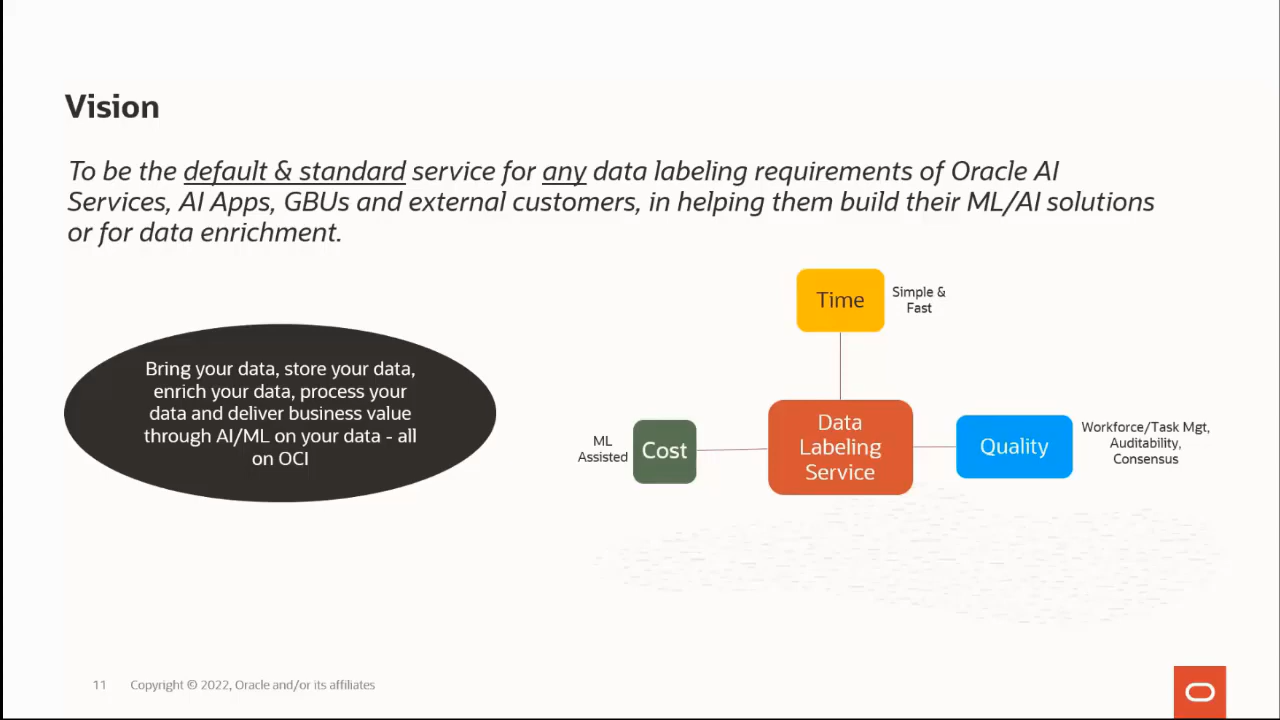 Vision
To be the default & standard service for any data labeling requirements of Oracle AI
Services, AI Apps, GBUs and external customers, in helping them build their ML/AI solutions
or for data enrichment.
Bring your data, store your data,
enrich your data, process your
data and deliver business value
through AI/ML on your data - all
on OCI
Time
Simple &
Fast
ML
Assisted
Cost
Data
Labeling
Service
Quality
Workforce/Task Mgt,
Auditability,
Consensus
11
Copyright © 2022, Oracle and/or its affiliates